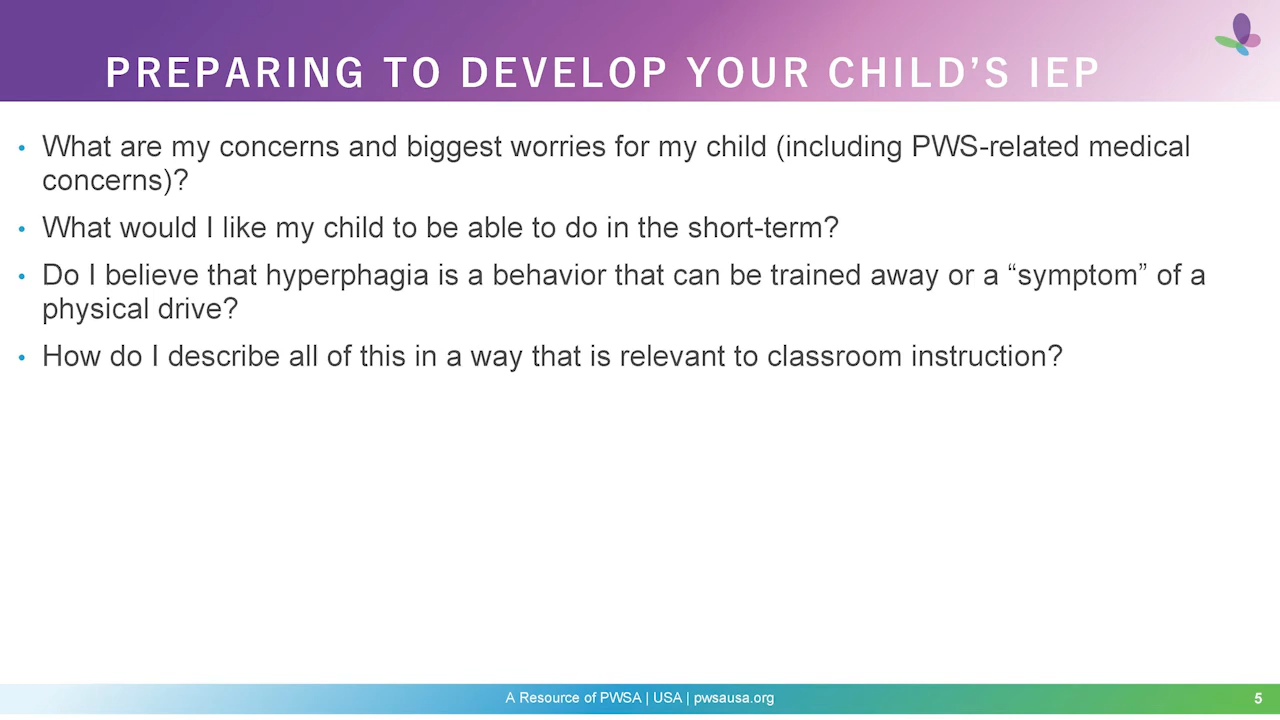 PREPARING TO DEVELOP YOUR CHILD’S IEP
• What are my concerns and biggest worries for my child (including PWS-related medical
concerns)?
• What would I like my child to be able to do in the short-term?
• Do I believe that hyperphagia is a behavior that can be trained away or a “symptom” of a
physical drive?
• How do I describe all of this in a way that is relevant to classroom instruction?
A Resource of PWSA | USA | pwsausa.org
5